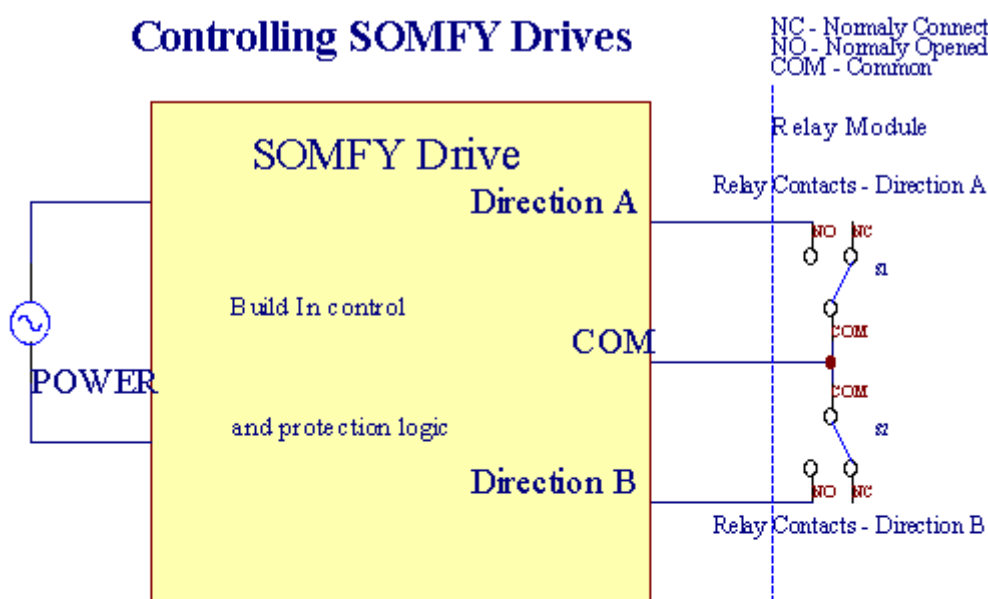 Controlling SOMFY Drives
NC - Normaly Connect
NO - Normaly Opened
COM - Common
Relay Module
SOMFY Drive
Relay Contacts - Direction A
Direction A
NO NC
S1
Build In control
COM
COM
POWER
COM
and protection logic
S2
Direction B
NO NC
Relay Contacts - Direction B